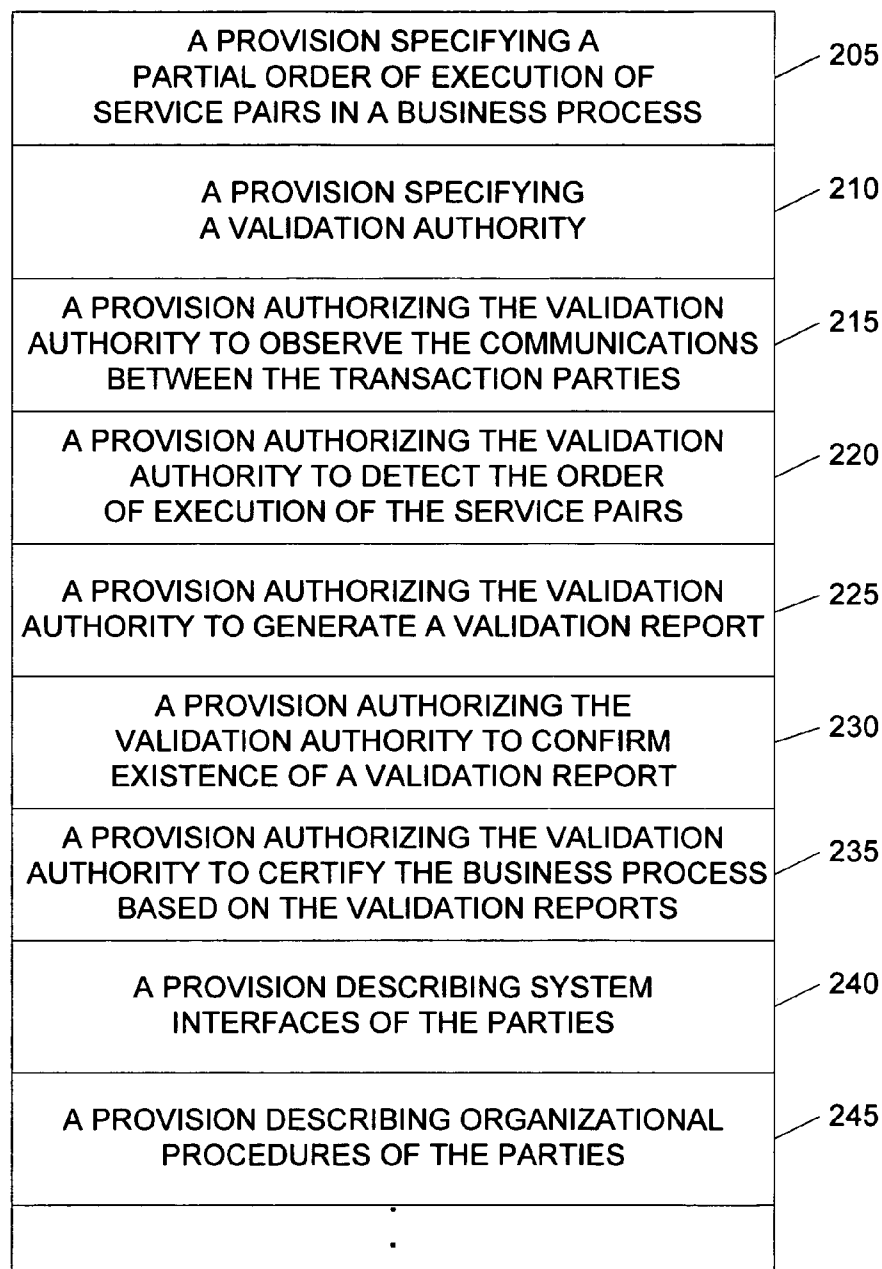 A PROVISION SPECIFYING A
PARTIAL ORDER OF EXECUTION OF
SERVICE PAIRS IN A BUSINESS PROCESS
205
A PROVISION SPECIFYING
A VALIDATION AUTHORITY
210
A PROVISION AUTHORIZING THE VALIDATION
AUTHORITY TO OBSERVE THE COMMUNICATIONS
BETWEEN THE TRANSACTION PARTIES
215
A PROVISION AUTHORIZING THE VALIDATION
AUTHORITY TO DETECT THE ORDER
OF EXECUTION OF THE SERVICE PAIRS
220
A PROVISION AUTHORIZING THE VALIDATION
AUTHORITY TO GENERATE A VALIDATION REPORT
225
A PROVISION AUTHORIZING THE
VALIDATION AUTHORITY TO CONFIRM
EXISTENCE OF A VALIDATION REPORT
230
A PROVISION AUTHORIZING THE VALIDATION
AUTHORITY TO CERTIFY THE BUSINESS PROCESS
BASED ON THE VALIDATION REPORTS
235
A PROVISION DESCRIBING SYSTEM
INTERFACES OF THE PARTIES
240
A PROVISION DESCRIBING ORGANIZATIONAL
PROCEDURES OF THE PARTIES
245